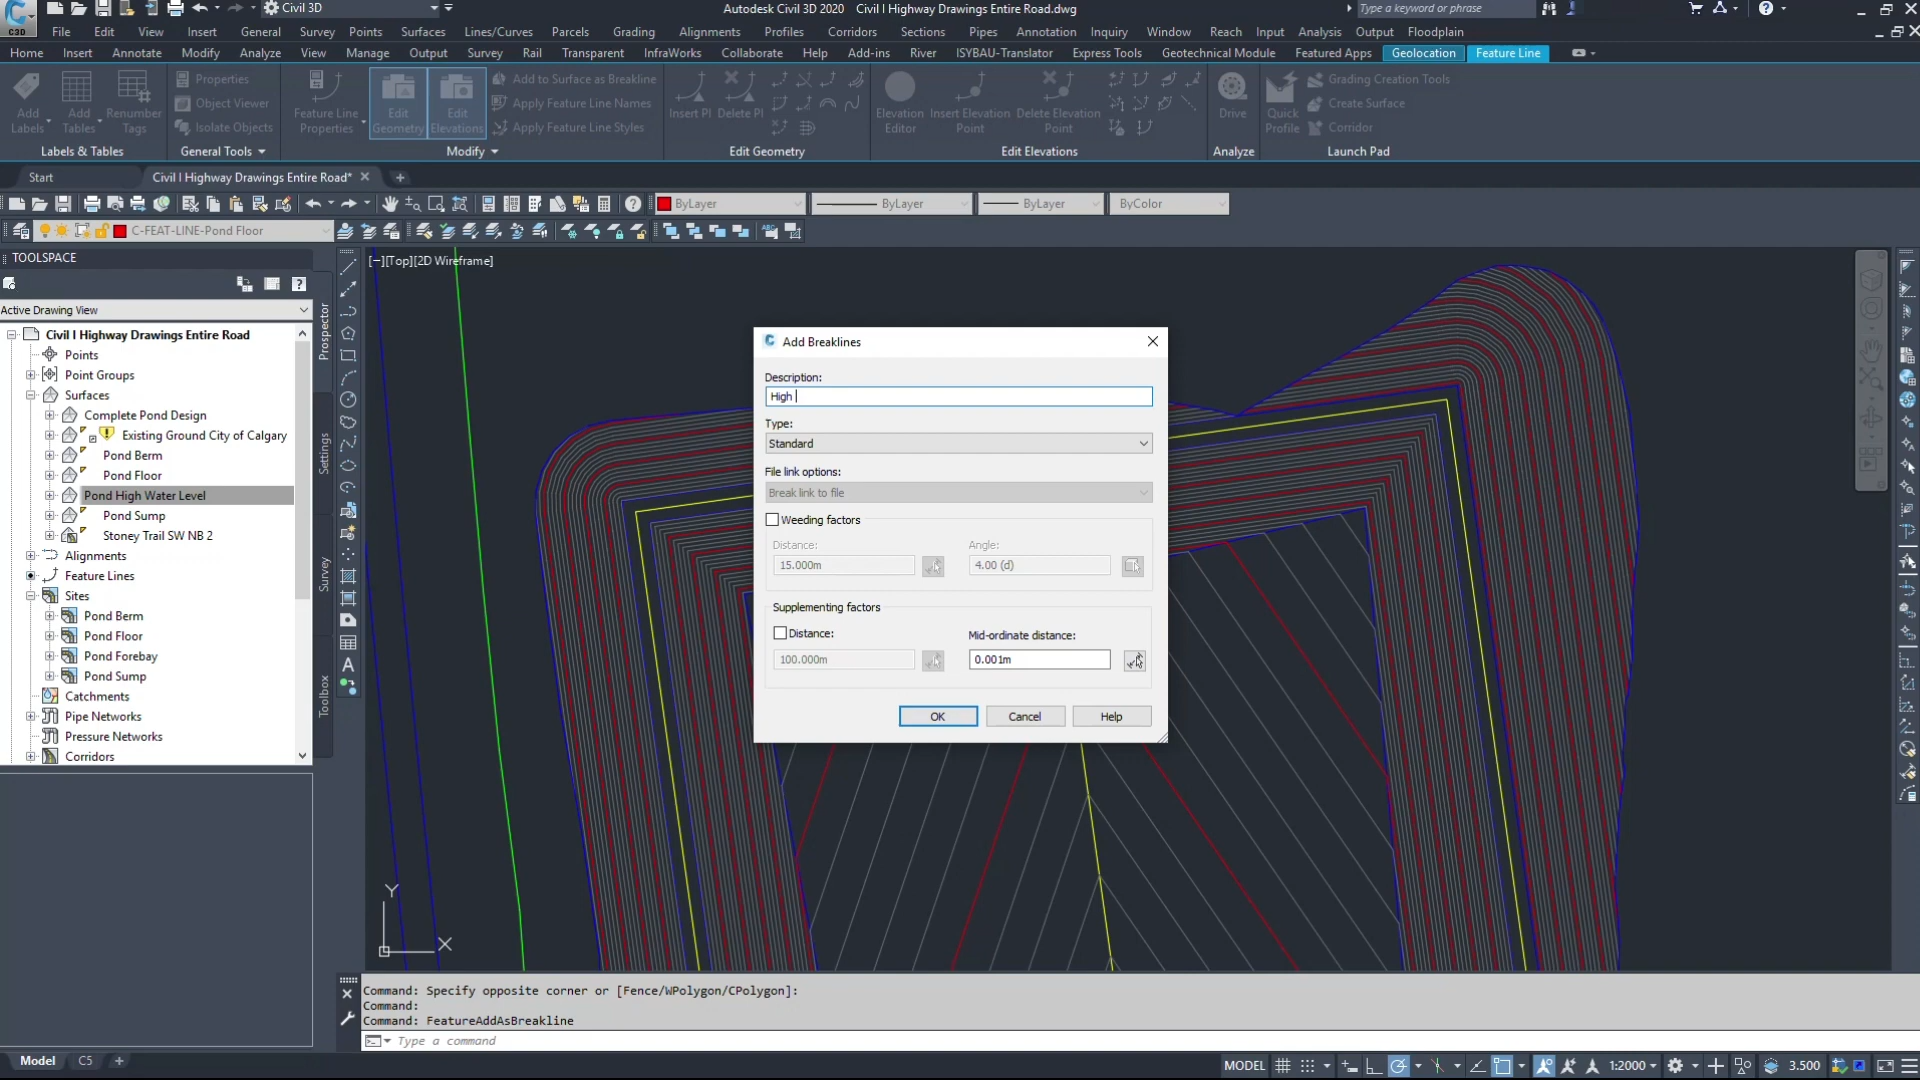 Civil 3D
Autodesk Civil 3D 2020 Civil I Highway Drawings Entire Road.dwg
Type a keyword or phrase
C3D
File Edit View Insert General Survey Points Surfaces Lines/Curves Parcels Grading Alignments Profiles Corridors Sections Pipes Annotation Inquiry Window Reach Input Analysis Output Floodplain
Home Insert Annotate Modify Analyze View Manage Output Survey Rail Transparent InfraWorks Collaborate Help Add-ins River ISYBAU-Translator Express Tools Geotechnical Module Featured Apps Geolocation Feature Line
Properties Add to Surface as Breakline Grading Creation Tools
Object Viewer Apply Feature Line Names Create Surface
Add Labels Add Tables Renumber Tags Isolate Objects Feature Line Properties Edit Geometry Edit Elevations Apply Feature Line Styles Insert PI Delete PI Elevation Editor Insert Elevation Point Delete Elevation Point Drive Quick Profile Corridor
Labels & Tables General Tools Modify Edit Geometry Edit Elevations Analyze Launch Pad
Start Civil I Highway Drawings Entire Road*
ByLayer ByLayer ByLayer ByColor
C-FEAT-LINE-Pond Floor
TOOLSPACE
[−][Top][2D Wireframe]
Active Drawing View
Civil I Highway Drawings Entire Road
Points
Point Groups
Surfaces
Complete Pond Design
Existing Ground City of Calgary
Pond Berm
Pond Floor
Pond High Water Level
Pond Sump
Stoney Trail SW NB 2
Alignments
Feature Lines
Sites
Pond Berm
Pond Floor
Pond Forebay
Pond Sump
Catchments
Pipe Networks
Pressure Networks
Corridors
Prospector
Settings
Survey
Toolbox
Add Breaklines
Description:
High
Type:
Standard
File link options:
Break link to file
Weeding factors
Distance: Angle:
15.000m 4.00 (d)
Supplementing factors
Distance: Mid-ordinate distance:
100.000m 0.001m
OK Cancel Help
Y
X
Command: Specify opposite corner or [Fence/WPolygon/CPolygon]:
Command:
Command: FeatureAddAsBreakline
Type a command
Model C5 +
MODEL 1:2000 3.500